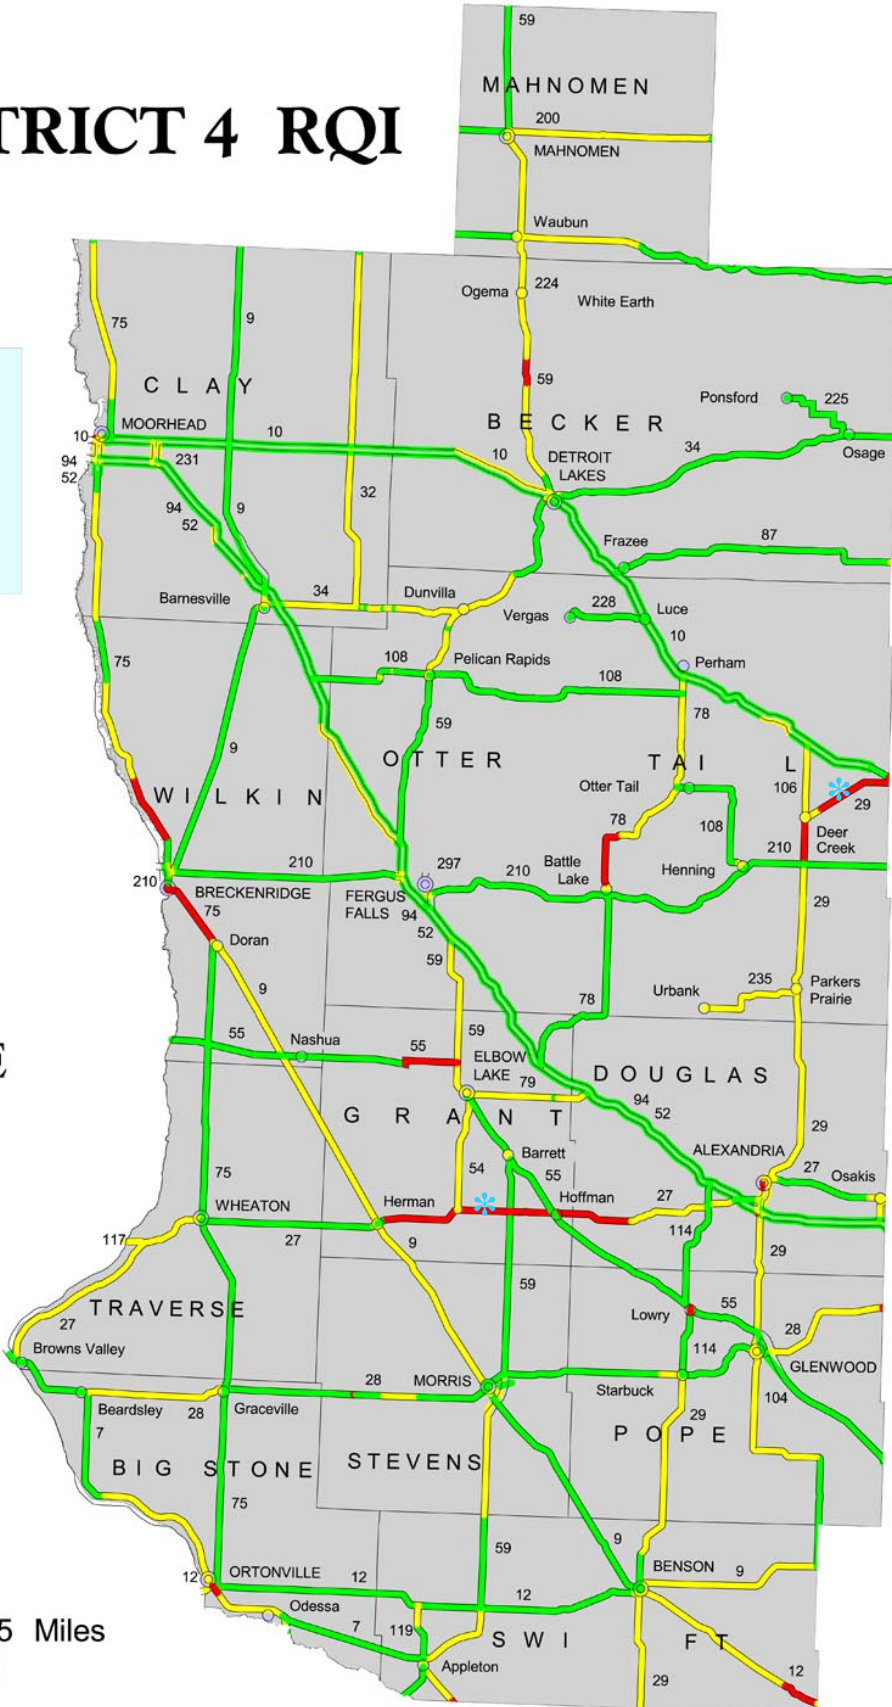 59
MAHNOMEN
TRICT 4 RQI
200
MAHNOMEN
Waubun
Ogema
224
White Earth
75
9
59
CLAY
Ponsford
225
BECKER
MOORHEAD
10
10
34
Osage
DETROIT
LAKES
10
94
52
231
32
94
52
9
Frazee
87
34
Dunvilla
Barnesville
Vergas
228
Luce
10
75
108
Pelican Rapids
Perham
108
78
59
9
OTTER
TAIL
Otter Tail
106
WILKIN
29
78
108
Deer
Creek
210
297
210
Battle
Lake
Henning
210
210
BRECKENRIDGE
FERGUS
FALLS
94
52
29
75
Doran
59
9
235
Parkers
Prairie
Urbank
78
55
Nashua
55
59
E
ELBOW
LAKE
79
DOUGLAS
94
52
GRANT
29
ALEXANDRIA
Barrett
27
Osakis
75
54
55
WHEATON
Herman
Hoffman
27
117
27
9
114
29
59
TRAVERSE
Lowry
55
27
28
Browns Valley
114
GLENWOOD
28
MORRIS
Starbuck
104
Beardsley
28
Graceville
29
7
POPE
BIG STONE
STEVENS
75
9
59
BENSON
9
12
ORTONVILLE
12
Odessa
12
5 Miles
7
119
SWIFT
Appleton
12
29